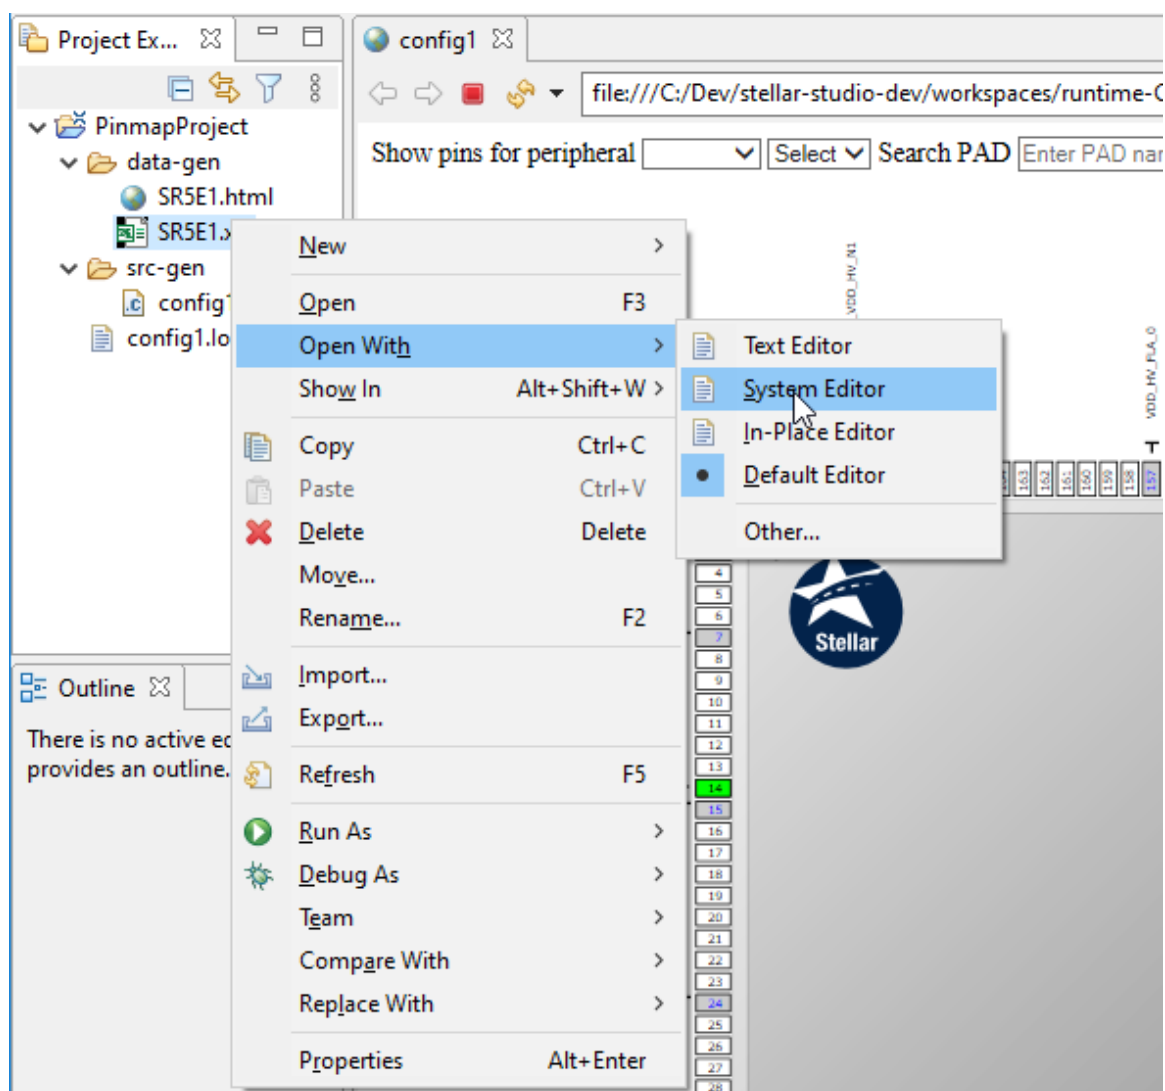 Project Ex...
config1
file:///C:/Dev/stellar-studio-dev/workspaces/runtime-C
PinmapProject
data-gen
SR5E1.html
SR5E1.x
src-gen
config1
config1.lo
Show pins for peripheral Select Search PAD Enter PAD nar
VDD_HV_N1
VDD_HV_FLA_0
New
Open F3
Open With
Show In Alt+Shift+W
Copy Ctrl+C
Paste Ctrl+V
Delete Delete
Move...
Rename... F2
Import...
Export...
Refresh F5
Run As
Debug As
Team
Compare With
Replace With
Properties Alt+Enter
Text Editor
System Editor
In-Place Editor
Default Editor
Other...
163 162 161 160 159 158 157
Stellar
4
5
6
7
8
9
10
11
12
13
14
15
16
17
18
19
20
21
22
23
24
25
26
27
28
Outline
There is no active ed
provides an outline.